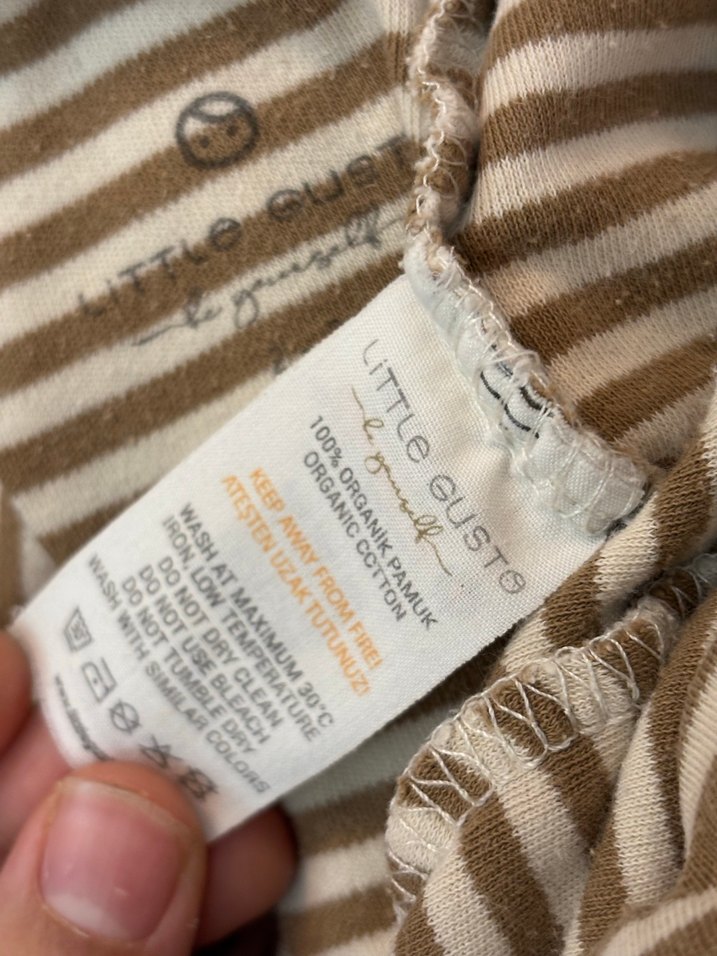 LiTTLE GUST
be yourself
LiTTLE GUSTO
be yourself
100% ORGANİK PAMUK
ORGANIC COTTON
KEEP AWAY FROM FIRE!
ATEŞTEN UZAK TUTUNUZ!
WASH AT MAXIMUM 30°C
IRON, LOW TEMPERATURE
DO NOT DRY CLEAN
DO NOT USE BLEACH
DO NOT TUMBLE DRY
WASH WITH SIMILAR COLORS